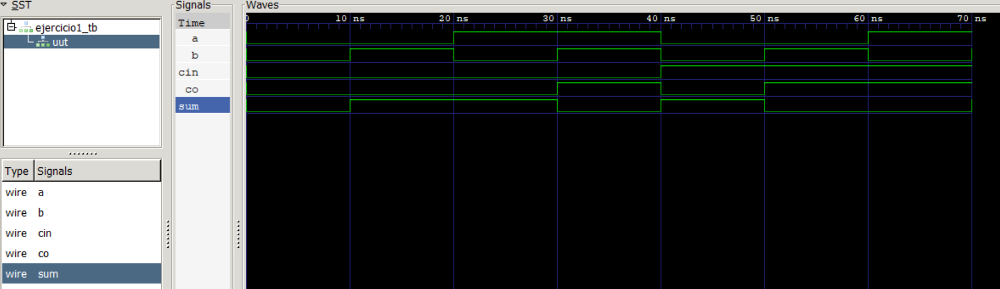 SST
ejercicio1_tb
uut
Type Signals
wire a
wire b
wire cin
wire co
wire sum
Signals
Time
a
b
cin
co
sum
Waves
0 10 ns 20 ns 30 ns 40 ns 50 ns 60 ns 70 ns